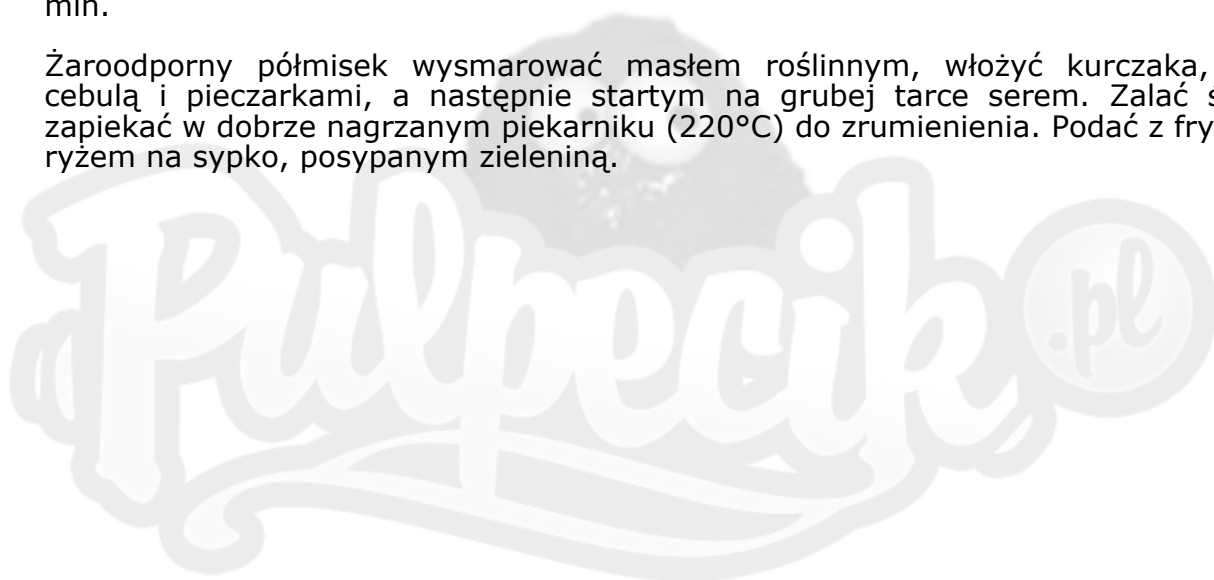 min.
Żaroodporny półmisek wysmarować masłem roślinnym, włożyć kurczaka,
cebulą i pieczarkami, a następnie startym na grubej tarce serem. Zalać
zapiekać w dobrze nagrzanym piekarniku (220°C) do zrumienienia. Podać z
ryżem na sypko, posypanym zieleniną.
Pulpecik.pl